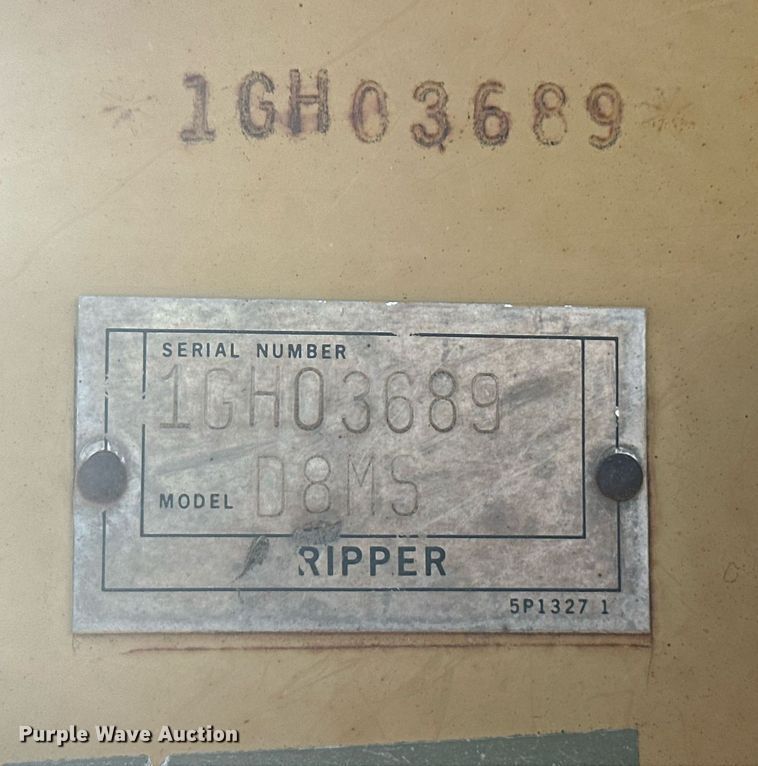 *1GH03689*
SERIAL NUMBER
1GH03689
MODEL D8MS
RIPPER
5P1327 1
Purple Wave Auction